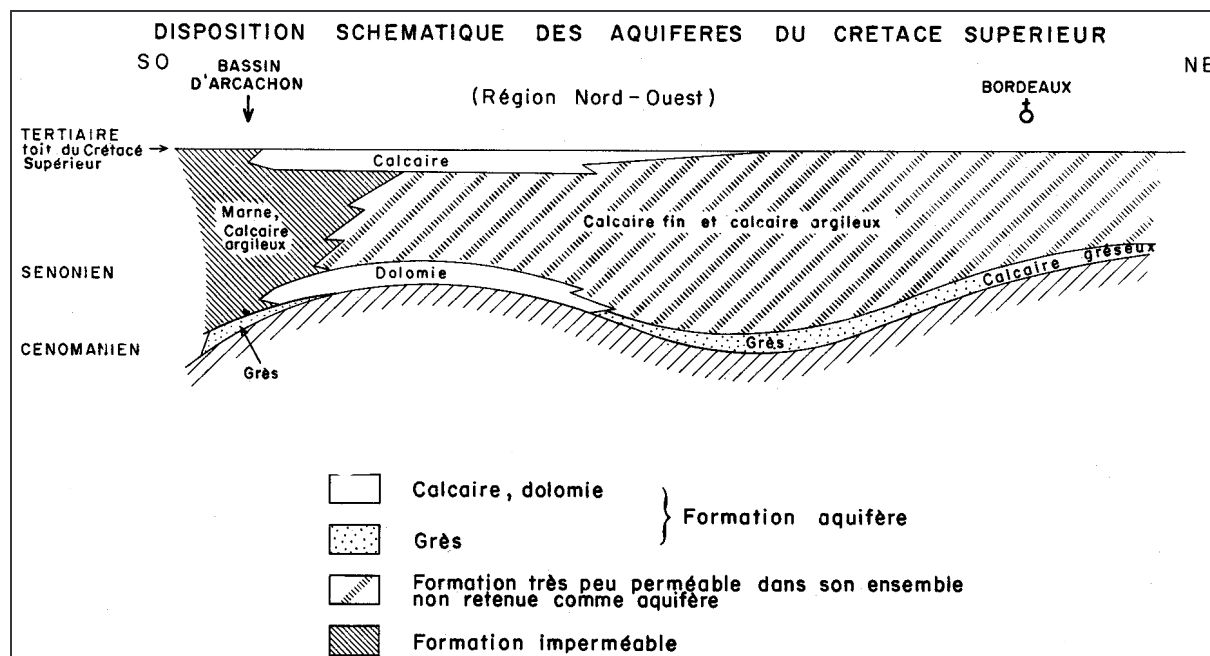 DISPOSITION SCHEMATIQUE DES AQUIFERES DU CRETACE SUPERIEUR
SO
NE
BASSIN
D'ARCACHON
(Région Nord-Ouest)
BORDEAUX
TERTIAIRE
toit du Crétacé
Supérieur
Calcaire
Marne,
Calcaire
argileux
Calcaire fin et calcaire argileux
SENONIEN
Dolomie
Calcaire gréseux
CENOMANIEN
Grès
Grès
Calcaire, dolomie
Formation aquifère
Grès
Formation très peu perméable dans son ensemble
non retenue comme aquifère
Formation imperméable